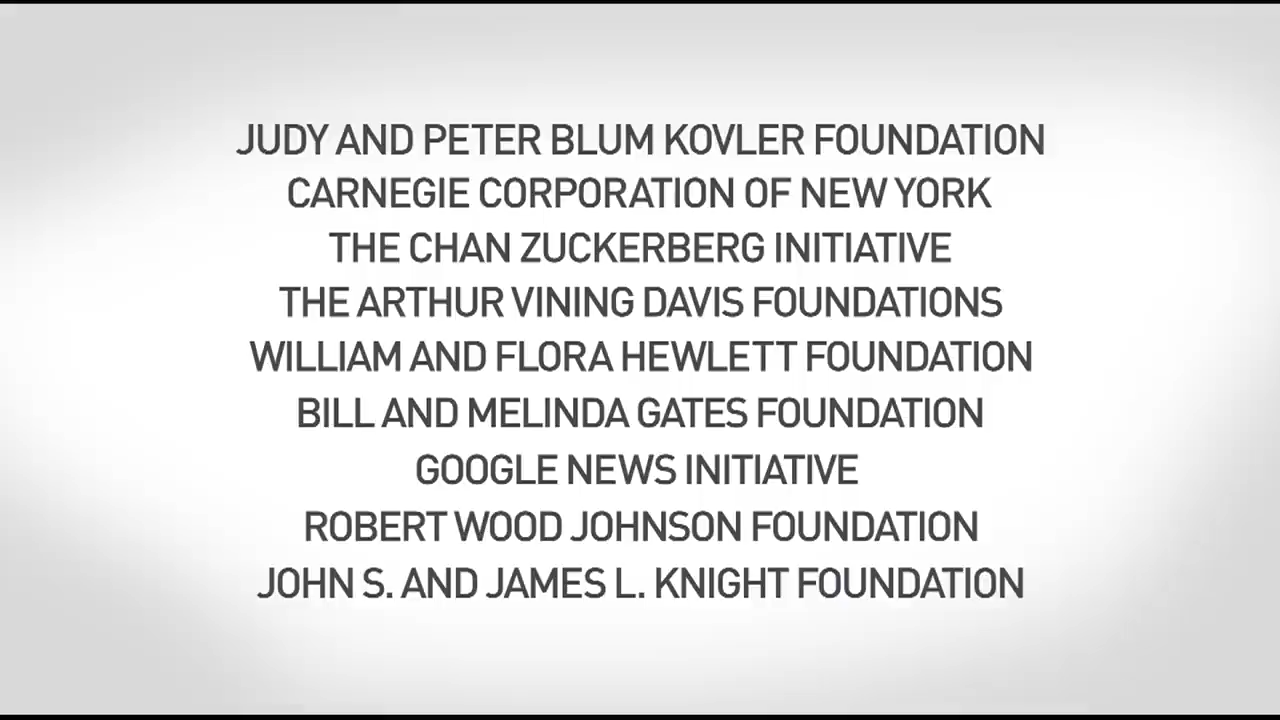 JUDY AND PETER BLUM KOVLER FOUNDATION
CARNEGIE CORPORATION OF NEW YORK
THE CHAN ZUCKERBERG INITIATIVE
THE ARTHUR VINING DAVIS FOUNDATIONS
WILLIAM AND FLORA HEWLETT FOUNDATION
BILL AND MELINDA GATES FOUNDATION
GOOGLE NEWS INITIATIVE
ROBERT WOOD JOHNSON FOUNDATION
JOHN S. AND JAMES L. KNIGHT FOUNDATION